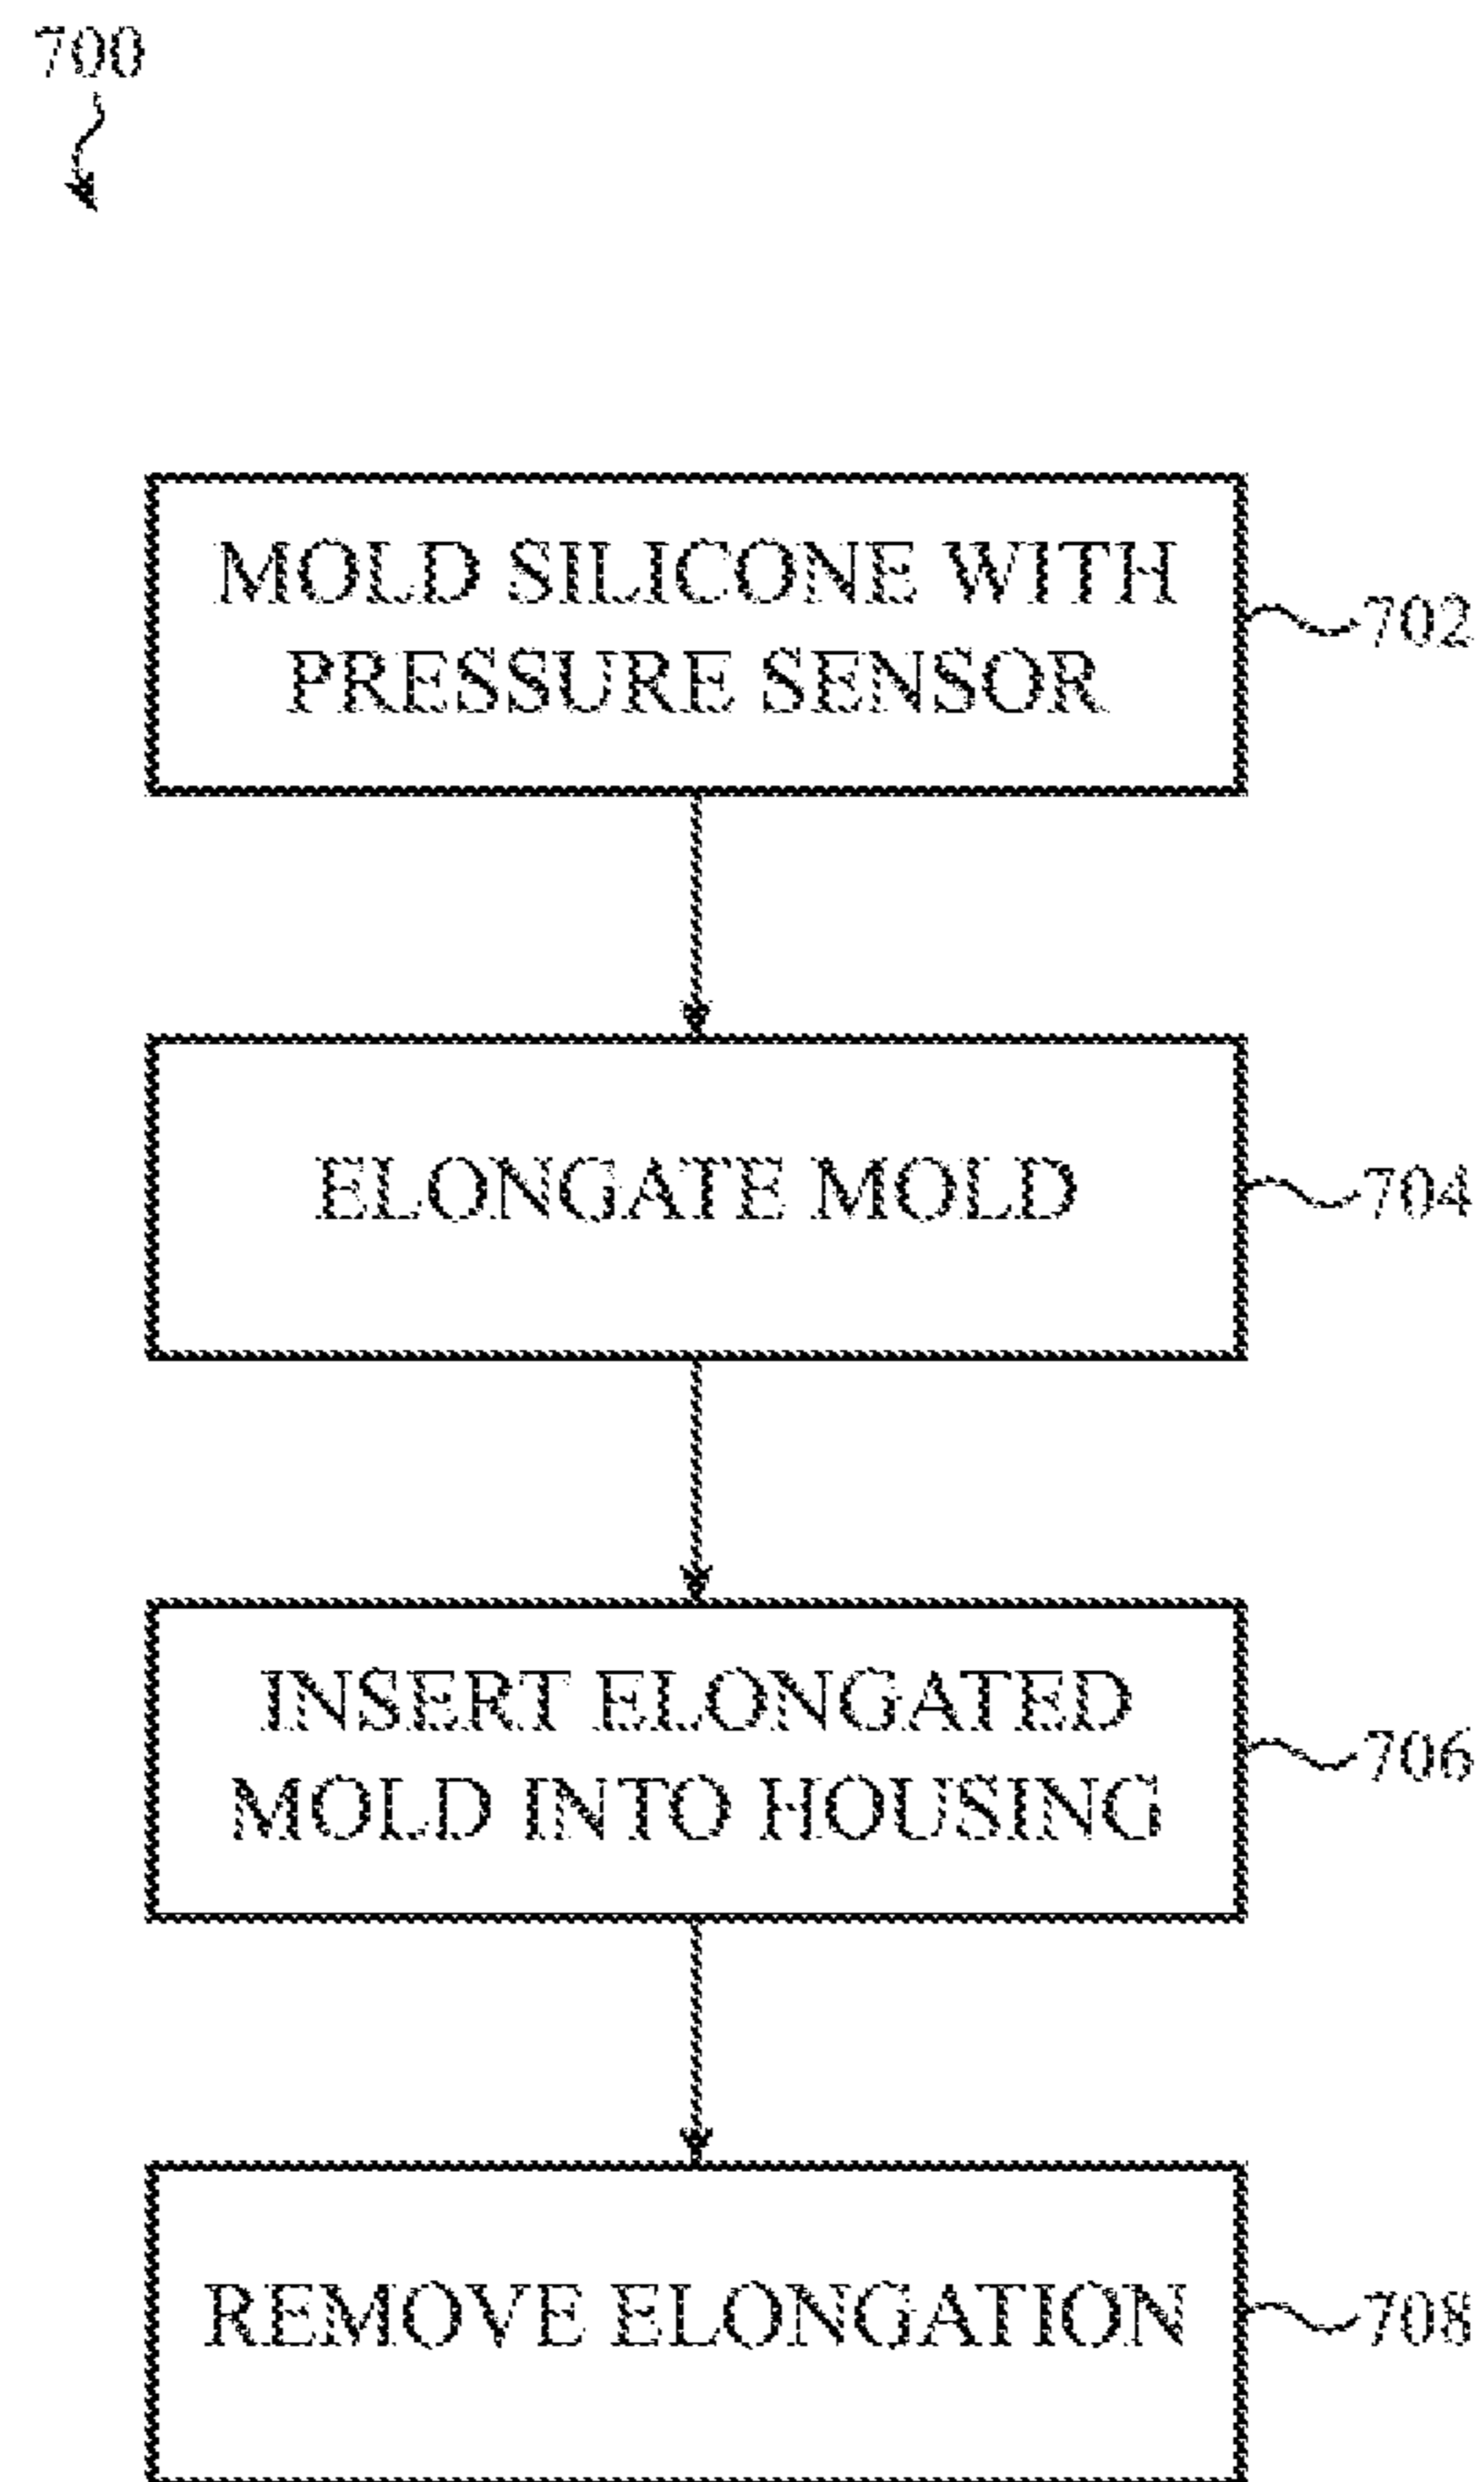 700
MOLD SILICONE WITH
PRESSURE SENSOR
702
ELONGATE MOLD
704
INSERT ELONGATED
MOLD INTO HOUSING
706
REMOVE ELONGATION
708